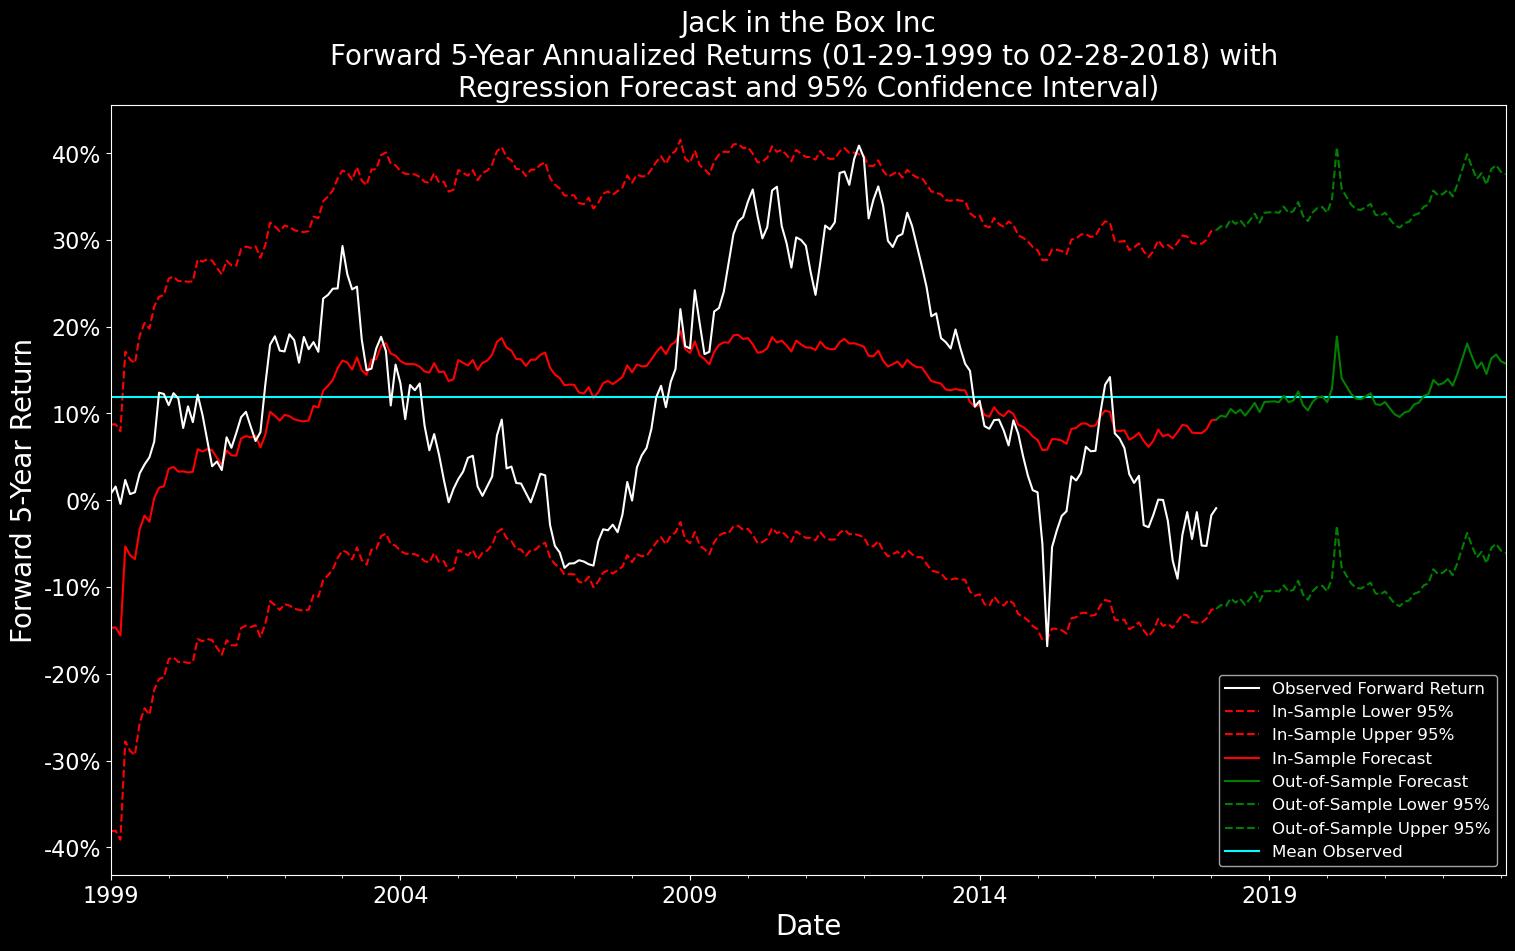 Jack in the Box Inc
Forward 5-Year Annualized Returns (01-29-1999 to 02-28-2018) with
Regression Forecast and 95% Confidence Interval)
Forward 5-Year Return
40%
30%
20%
10%
0%
-10%
-20%
-30%
-40%
1999
2004
2009
2014
2019
Date
Observed Forward Return
In-Sample Lower 95%
In-Sample Upper 95%
In-Sample Forecast
Out-of-Sample Forecast
Out-of-Sample Lower 95%
Out-of-Sample Upper 95%
Mean Observed